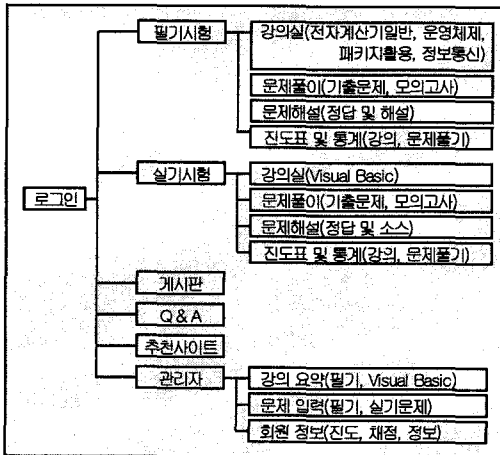 필기시험
강의실(전자계산기일반, 운영체제,
패키지활용, 정보통신)
문제풀이(기출문제, 모의고사)
문제해설(정답 및 해설)
진도표 및 통계(강의, 문제풀기)
로그인
실기시험
강의실(Visual Basic)
문제풀이(기출문제, 모의고사)
문제해설(정답 및 소스)
진도표 및 통계(강의, 문제풀기)
게시판
Q & A
추천사이트
관리자
강의 요약(필기, Visual Basic)
문제 입력(필기, 실기문제)
회원 정보(진도, 채점, 정보)